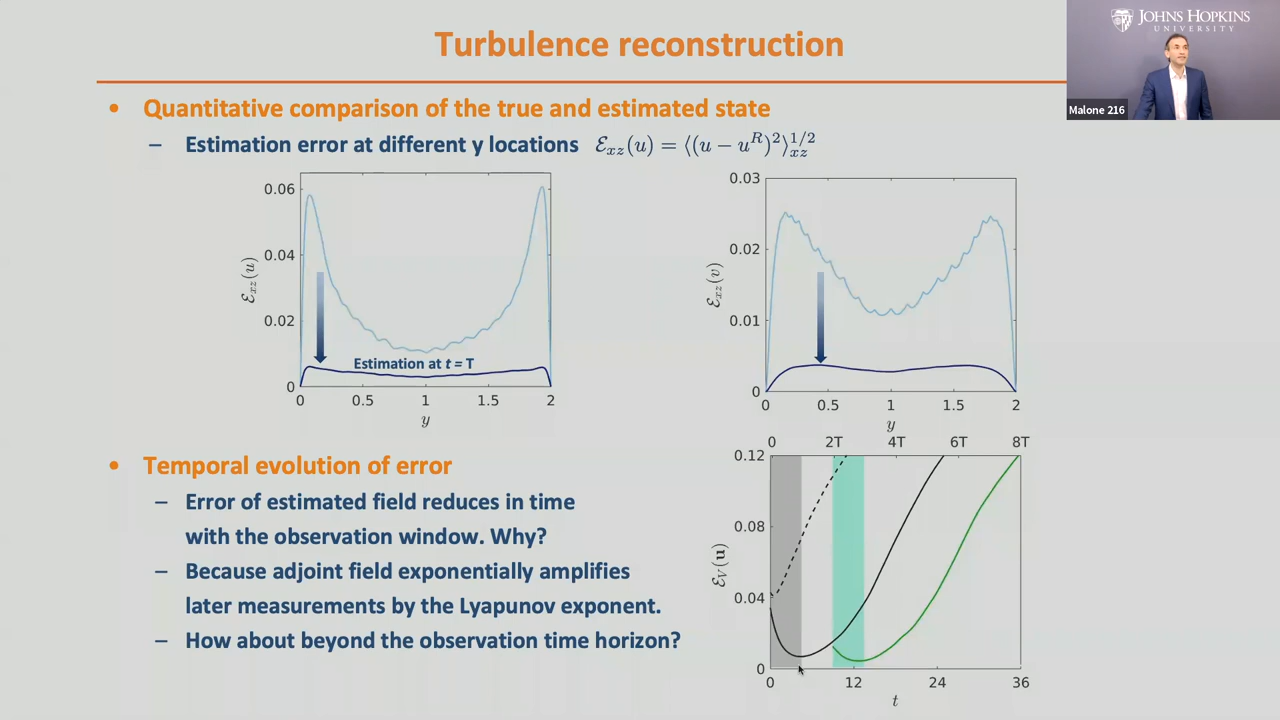 Turbulence reconstruction
JOHNS HOPKINS
UNIVERSITY
Malone 216
• Quantitative comparison of the true and estimated state
– Estimation error at different y locations ℰxz(u) = ⟨(u − u^R)²⟩xz^1/2
0.06
0.04
0.02
0
ℰxz(u)
Estimation at t = T
0 0.5 1 1.5 2
y
0.03
0.02
0.01
0
ℰxz(v)
0 0.5 1 1.5 2
y
• Temporal evolution of error
– Error of estimated field reduces in time
with the observation window. Why?
– Because adjoint field exponentially amplifies
later measurements by the Lyapunov exponent.
– How about beyond the observation time horizon?
0 2T 4T 6T 8T
0.12
0.08
0.04
0
ℰV(u)
0 12 24 36
t